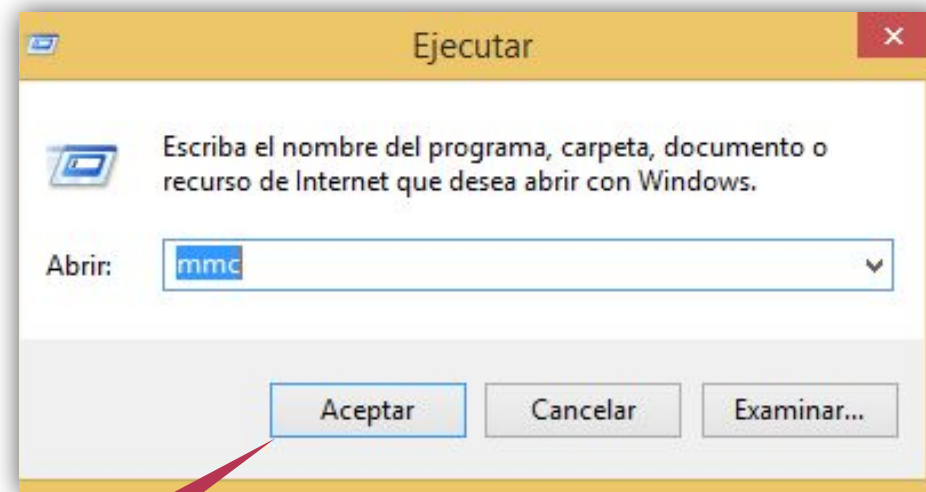 Ejecutar
Escriba el nombre del programa, carpeta, documento o
recurso de Internet que desea abrir con Windows.
Abrir: mmc
Aceptar Cancelar Examinar...